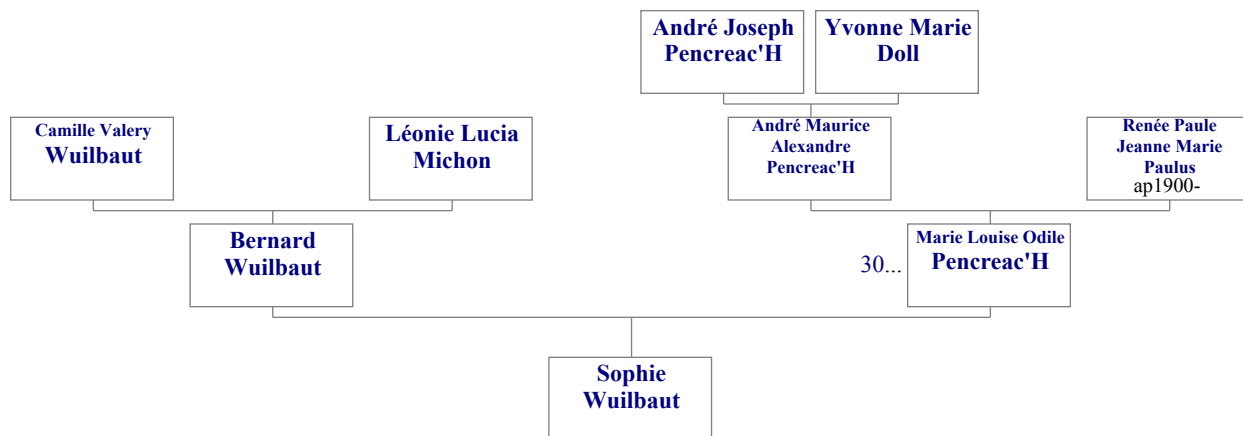 André Joseph
Pencreac'H
Yvonne Marie
Doll
Camille Valery
Wuilbaut
Léonie Lucia
Michon
André Maurice
Alexandre
Pencreac'H
Renée Paule
Jeanne Marie
Paulus
ap1900-
Bernard
Wuilbaut
30...
Marie Louise Odile
Pencreac'H
Sophie
Wuilbaut